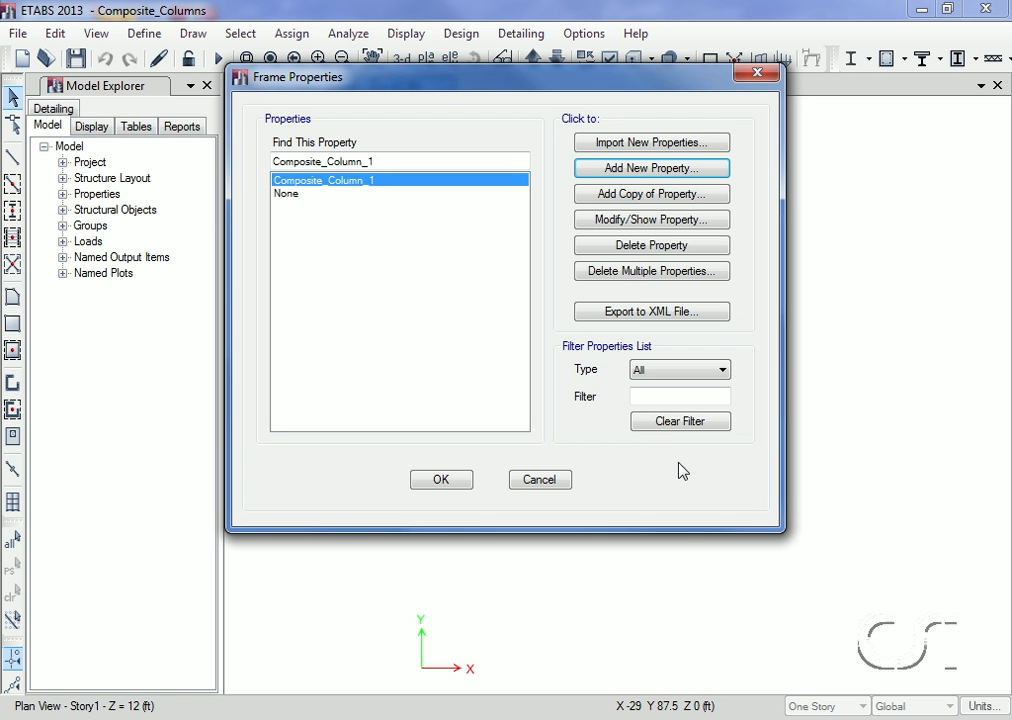 ETABS 2013 - Composite_Columns
File Edit View Define Draw Select Assign Analyze Display Design Detailing Options Help
Model Explorer
Detailing
Model Display Tables Reports
Model
Project
Structure Layout
Properties
Structural Objects
Groups
Loads
Named Output Items
Named Plots
all
Frame Properties
Properties
Find This Property
Composite_Column_1
Composite_Column_1
None
Click to:
Import New Properties...
Add New Property...
Add Copy of Property...
Modify/Show Property...
Delete Property
Delete Multiple Properties...
Export to XML File...
Filter Properties List
Type All
Filter
Clear Filter
OK Cancel
Y
X
CSI
Plan View - Story1 - Z = 12 (ft) X -29 Y 87.5 Z 0 (ft) One Story Global Units...